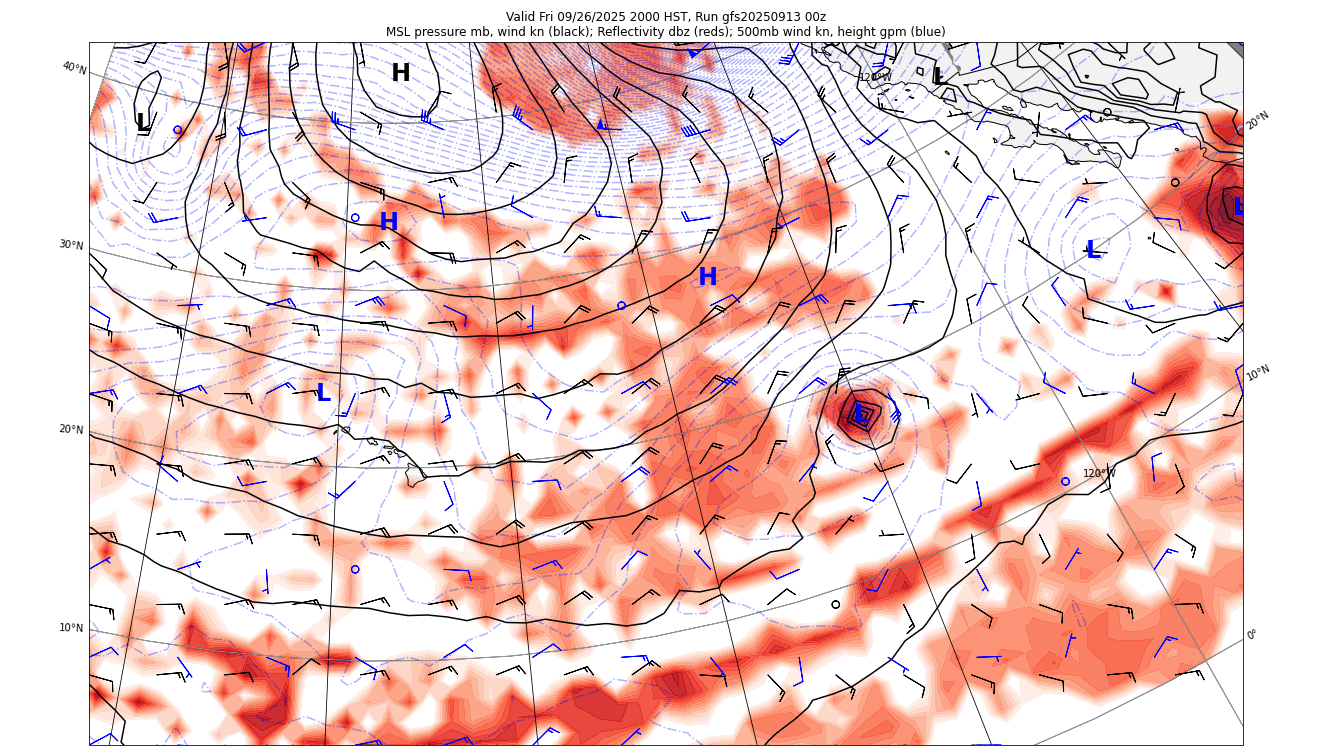 Valid Fri 09/26/2025 2000 HST, Run gfs20250913 00z
MSL pressure mb, wind kn (black); Reflectivity dbz (reds); 500mb wind kn, height gpm (blue)
40°N
H
120°W
L
L
20°N
H
L
30°N
L
H
10°N
L
L
20°N
120°W
10°N
0°